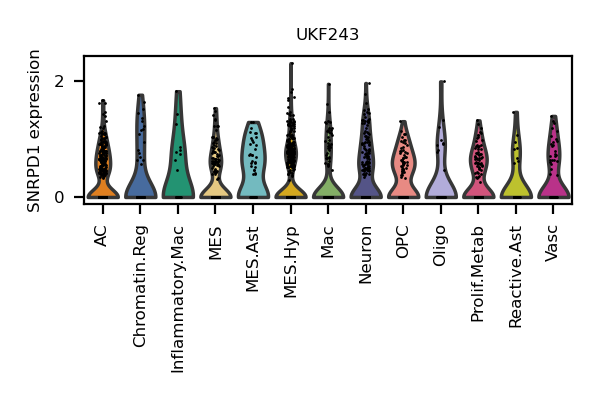 UKF243
SNRPD1 expression
2
0
AC
Chromatin.Reg
Inflammatory.Mac
MES
MES.Ast
MES.Hyp
Mac
Neuron
OPC
Oligo
Prolif.Metab
Reactive.Ast
Vasc